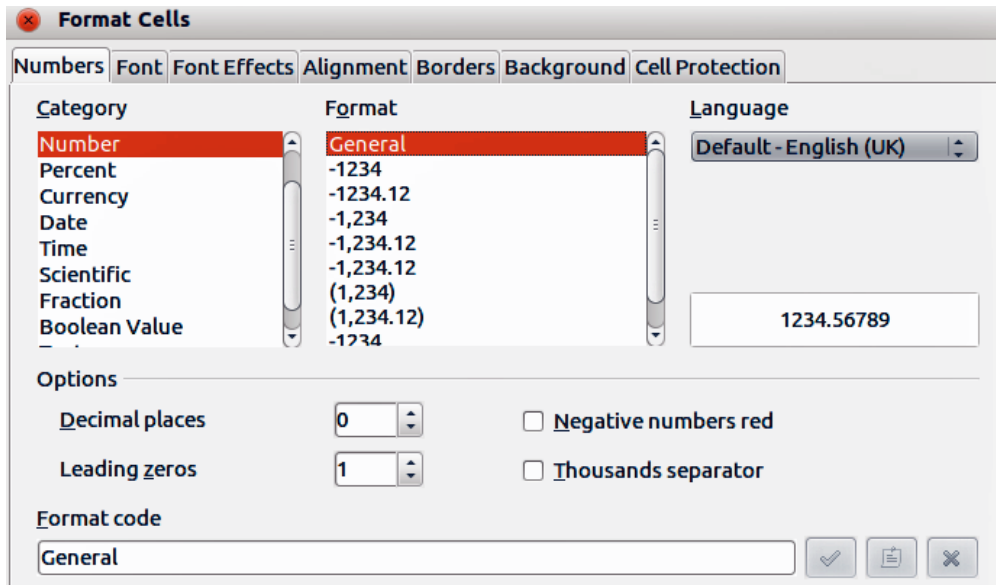 Format Cells
Numbers Font Font Effects Alignment Borders Background Cell Protection
Category
Number
Percent
Currency
Date
Time
Scientific
Fraction
Boolean Value
Format
General
-1234
-1234.12
-1,234
-1,234.12
-1,234.12
(1,234)
(1,234.12)
-1234
Language
Default - English (UK)
1234.56789
Options
Decimal places 0 Negative numbers red
Leading zeros 1 Thousands separator
Format code
General